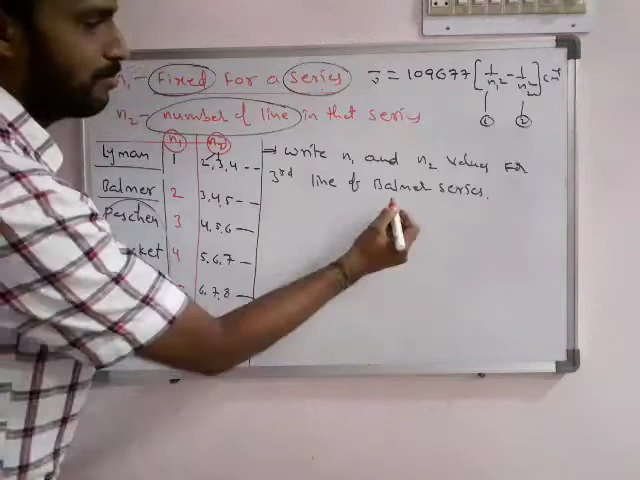 n₁ - Fixed for a series
ν̅ = 109677 [1/n₁² - 1/n₂²] cm⁻¹
① ②
n₂ - number of line in that series
n₁ n₂
Lyman 1 2,3,4 - -
Balmer 2 3,4,5 - -
Paschen 3 4,5,6 —
4 5,6,7 —
6,7,8 —
⇒ write n₁ and n₂ values for
3rd line of Balmer series.